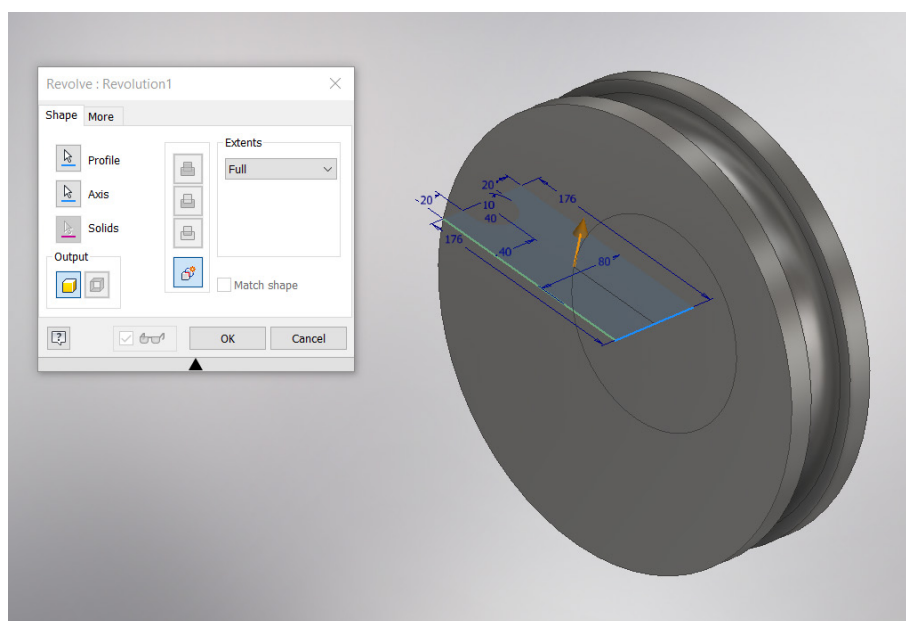 Revolve : Revolution1
Shape More
Profile
Axis
Solids
Output
Extents
Full
Match shape
OK Cancel
20
176
20
10
40
176
40
80